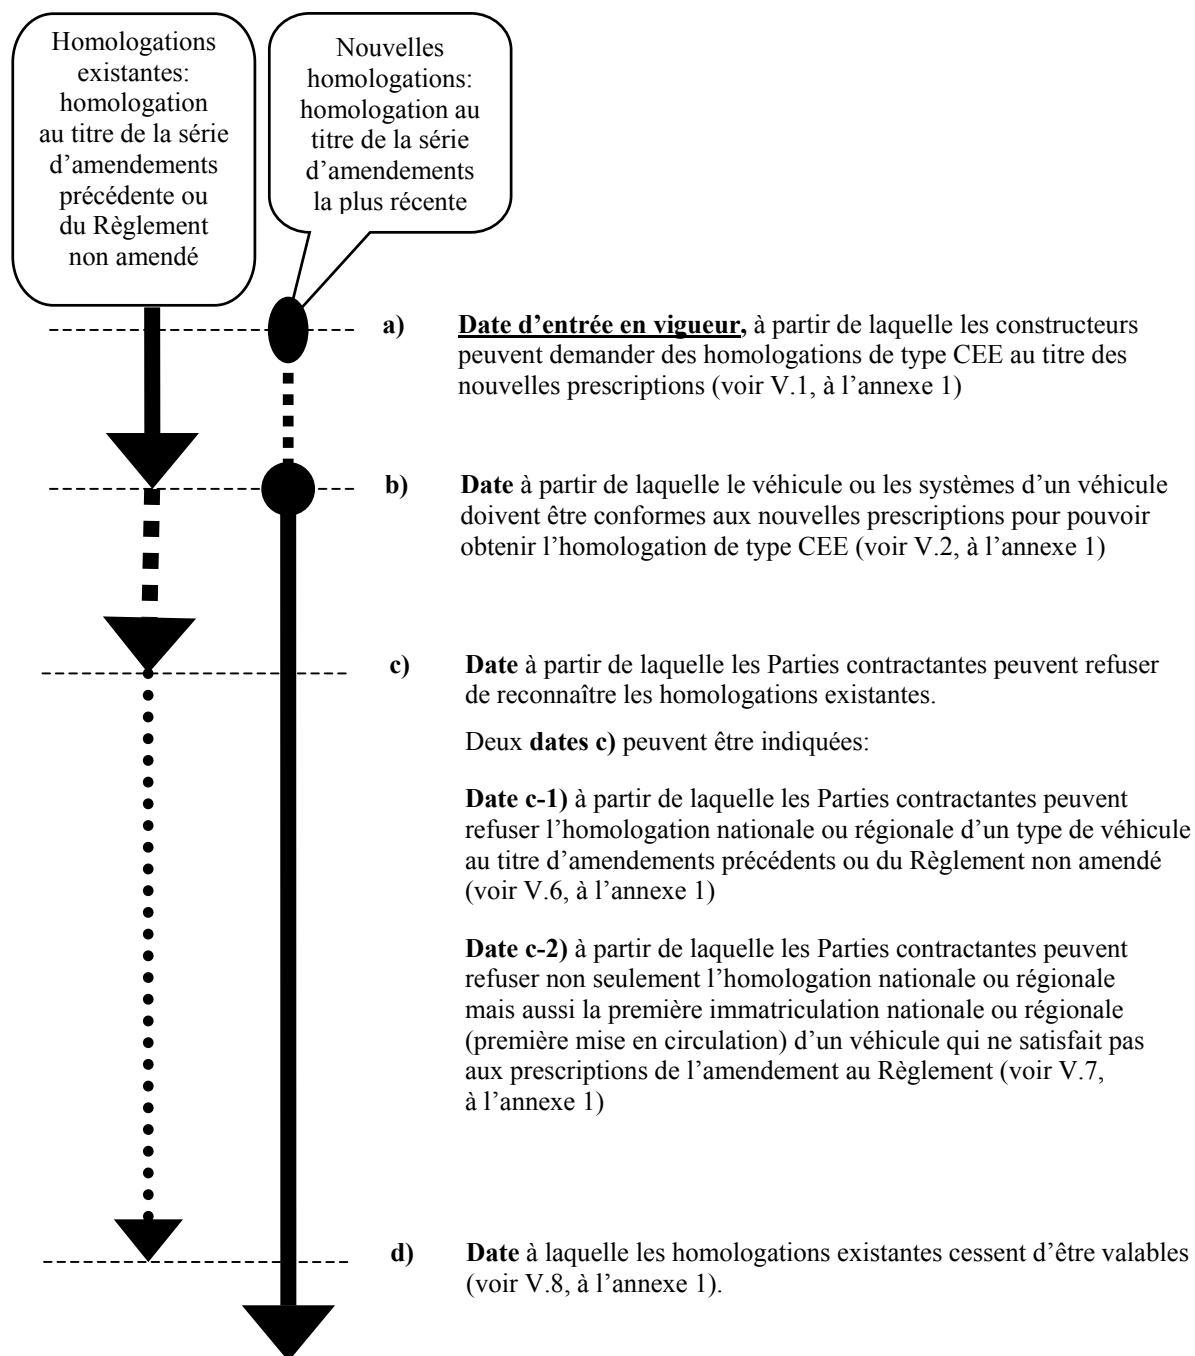 Homologations
existantes:
homologation
au titre de la série
d’amendements
précédente ou
du Règlement
non amendé
Nouvelles
homologations:
homologation au
titre de la série
d’amendements
la plus récente
a) Date d’entrée en vigueur, à partir de laquelle les constructeurs
peuvent demander des homologations de type CEE au titre des
nouvelles prescriptions (voir V.1, à l’annexe 1)
b) Date à partir de laquelle le véhicule ou les systèmes d’un véhicule
doivent être conformes aux nouvelles prescriptions pour pouvoir
obtenir l’homologation de type CEE (voir V.2, à l’annexe 1)
c) Date à partir de laquelle les Parties contractantes peuvent refuser
de reconnaître les homologations existantes.
Deux dates c) peuvent être indiquées:
Date c-1) à partir de laquelle les Parties contractantes peuvent
refuser l’homologation nationale ou régionale d’un type de véhicule
au titre d’amendements précédents ou du Règlement non amendé
(voir V.6, à l’annexe 1)
Date c-2) à partir de laquelle les Parties contractantes peuvent
refuser non seulement l’homologation nationale ou régionale
mais aussi la première immatriculation nationale ou régionale
(première mise en circulation) d’un véhicule qui ne satisfait pas
aux prescriptions de l’amendement au Règlement (voir V.7,
à l’annexe 1)
d) Date à laquelle les homologations existantes cessent d’être valables
(voir V.8, à l’annexe 1).